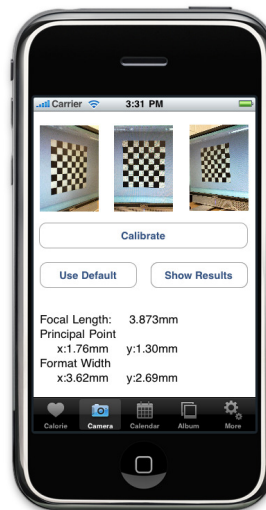 Carrier 3:31 PM
Calibrate
Use Default Show Results
Focal Length: 3.873mm
Principal Point
x:1.76mm y:1.30mm
Format Width
x:3.62mm y:2.69mm
Calorie Camera Calendar Album More